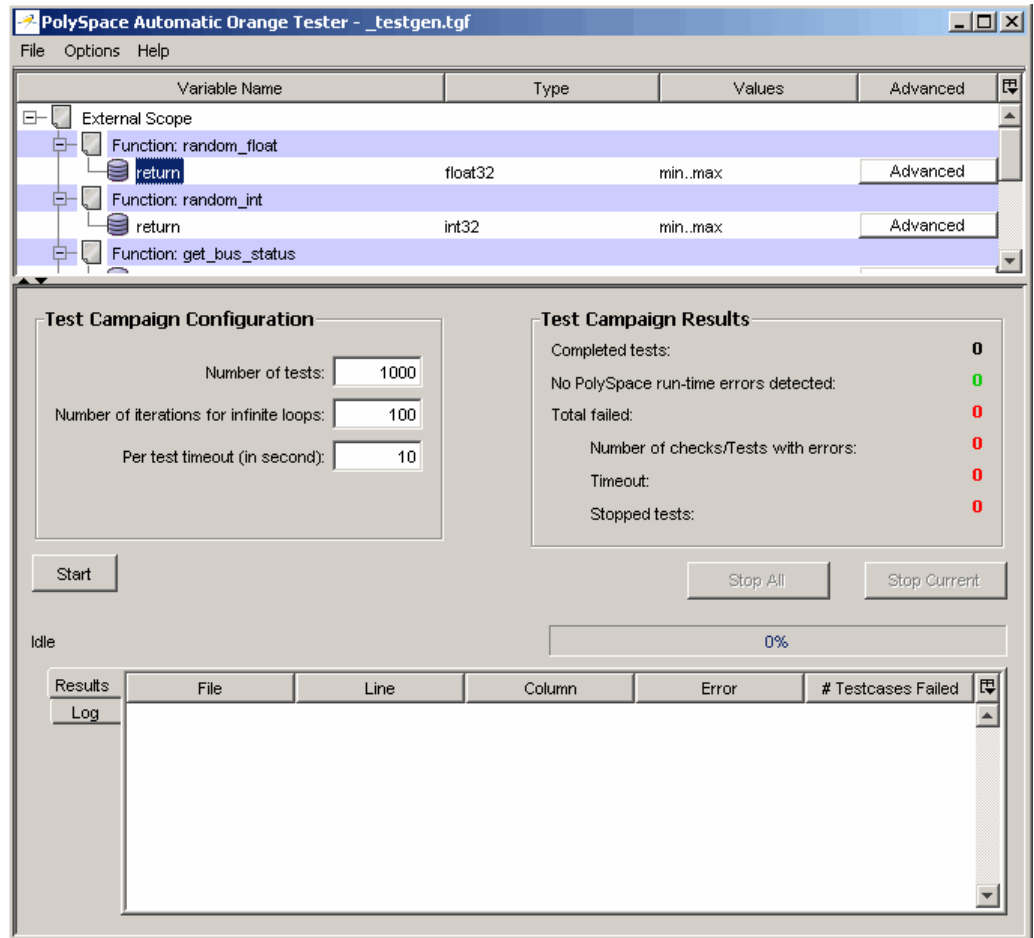 PolySpace Automatic Orange Tester - _testgen.tgf
File Options Help
Variable Name Type Values Advanced
External Scope
Function: random_float
return float32 min..max Advanced
Function: random_int
return int32 min..max Advanced
Function: get_bus_status
Test Campaign Configuration
Number of tests: 1000
Number of iterations for infinite loops: 100
Per test timeout (in second): 10
Test Campaign Results
Completed tests: 0
No PolySpace run-time errors detected: 0
Total failed: 0
Number of checks/Tests with errors: 0
Timeout: 0
Stopped tests: 0
Start
Stop All Stop Current
Idle 0%
Results
Log
File Line Column Error # Testcases Failed